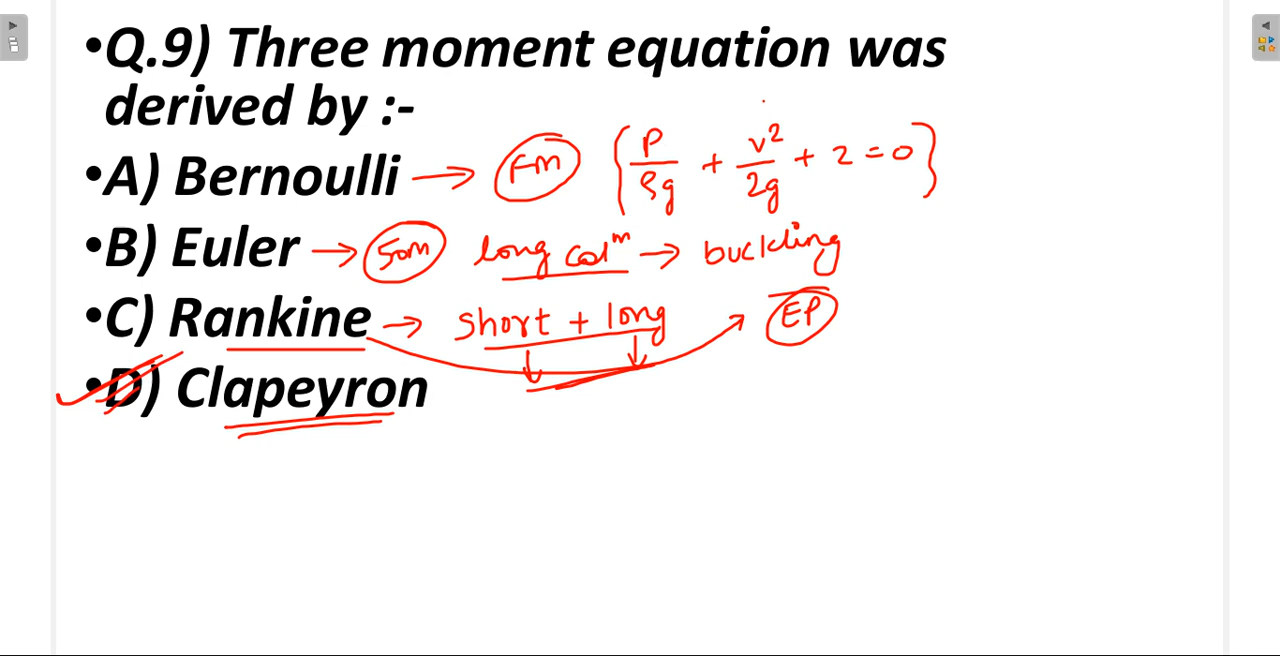 •Q.9) Three moment equation was
derived by :-
•A) Bernoulli → FM { P/ρg + v²/2g + 2 = 0 }
•B) Euler → SOM long colᵐ → buckling
•C) Rankine → short + long → EP
•D) Clapeyron